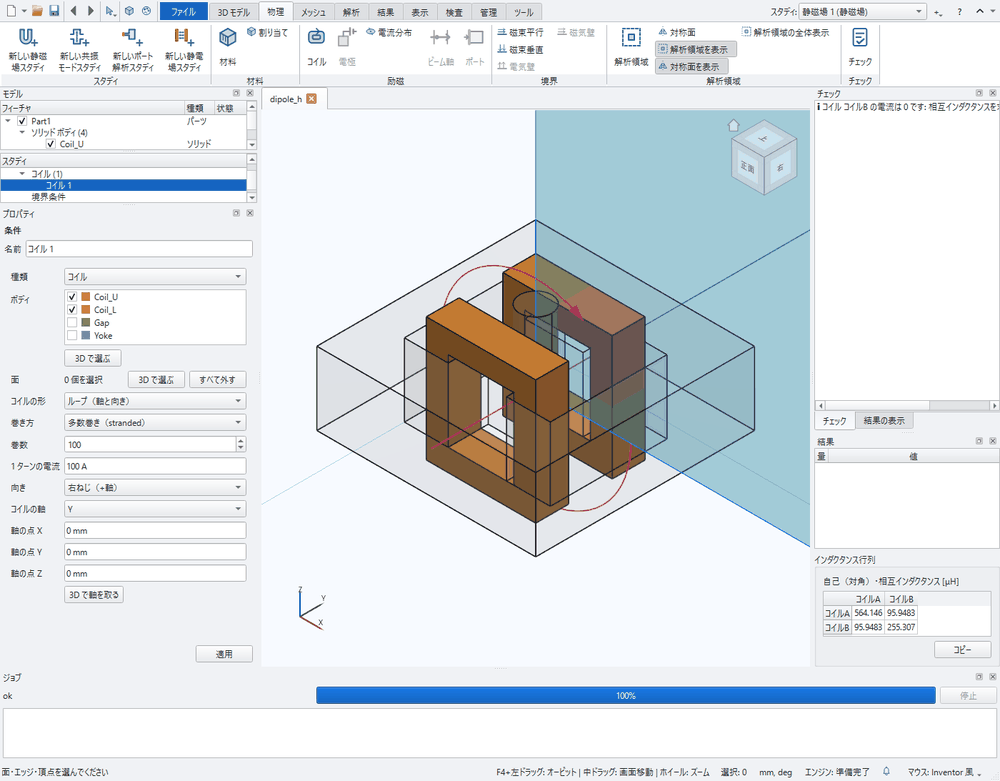 ファイル 3D モデル 物理 メッシュ 解析 結果 表示 検査 管理 ツール スタディ: 静磁場 1 (静磁場) ?
新しい静磁場スタディ 新しい共振モードスタディ 新しいポート解析スタディ 新しい静電場スタディ
スタディ
材料 割り当て
材料
コイル 電極 電流分布 ビーム軸 ポート
励磁
磁束平行 磁気壁
磁束垂直
電気壁
境界
解析領域 対称面 解析領域の全体表示
解析領域を表示
対称面を表示
解析領域
チェック
チェック
モデル
フィーチャ 種類 状態
Part1 パーツ
ソリッド ボディ (4)
Coil_U ソリッド
スタディ
コイル (1)
コイル 1
境界条件
プロパティ
条件
名前 コイル 1
種類 コイル
ボディ Coil_U
Coil_L
Gap
Yoke
3D で選ぶ
面 0 個を選択 3D で選ぶ すべて外す
コイルの形 ループ (軸と向き)
巻き方 多数巻き (stranded)
巻数 100
1 ターンの電流 100 A
向き 右ねじ (+軸)
コイルの軸 Y
軸の点 X 0 mm
軸の点 Y 0 mm
軸の点 Z 0 mm
3D で軸を取る
適用
dipole_h
上
正面 右
Z
Y
X
チェック
コイル コイルB の電流は 0 です: 相互インダクタンスを
チェック 結果の表示
結果
量 値
インダクタンス行列
自己 (対角)・相互インダクタンス [μH]
コイルA コイルB
コイルA 564.146 95.9483
コイルB 95.9483 255.307
コピー
ジョブ
ok 100% 停止
面・エッジ・頂点を選んでください F4+左ドラッグ: オービット | 中ドラッグ: 画面移動 | ホイール: ズーム 選択: 0 mm, deg エンジン: 準備完了 マウス: Inventor 風